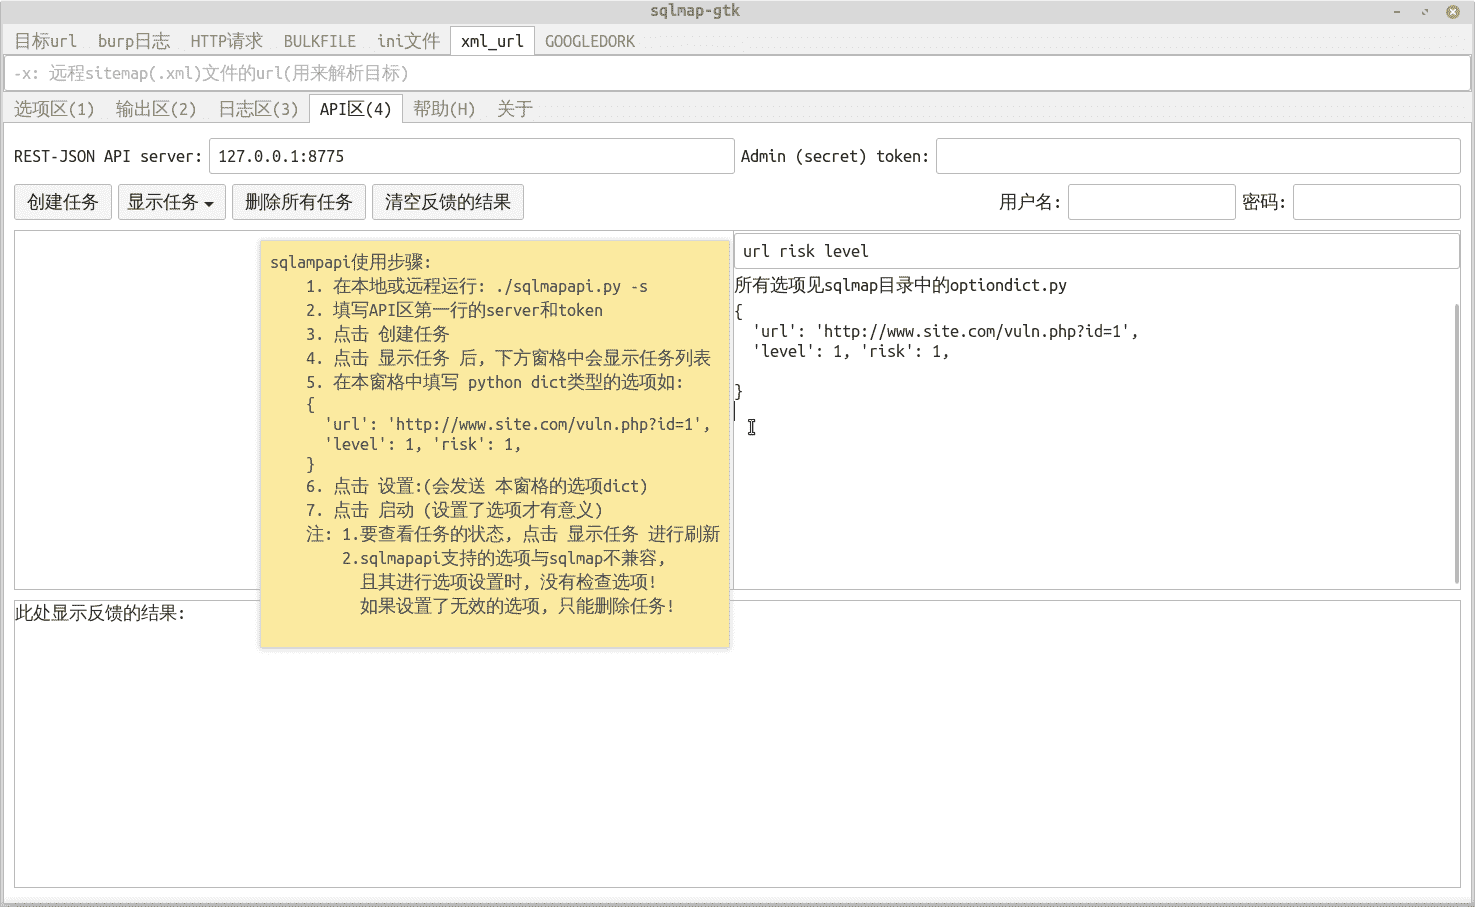 sqlmap-gtk
目标url burp日志 HTTP请求 BULKFILE ini文件 xml_url GOOGLEDORK
-x: 远程sitemap(.xml)文件的url(用来解析目标)
选项区(1) 输出区(2) 日志区(3) API区(4) 帮助(H) 关于
REST-JSON API server: 127.0.0.1:8775 Admin (secret) token:
创建任务 显示任务 删除所有任务 清空反馈的结果 用户名: 密码:
sqlampapi使用步骤:
1. 在本地或远程运行: ./sqlmapapi.py -s
2. 填写API区第一行的server和token
3. 点击 创建任务
4. 点击 显示任务 后, 下方窗格中会显示任务列表
5. 在本窗格中填写 python dict类型的选项如:
{
'url': 'http://www.site.com/vuln.php?id=1',
'level': 1, 'risk': 1,
}
6. 点击 设置:(会发送 本窗格的选项dict)
7. 点击 启动 (设置了选项才有意义)
注: 1.要查看任务的状态, 点击 显示任务 进行刷新
2.sqlmapapi支持的选项与sqlmap不兼容,
且其进行选项设置时, 没有检查选项!
如果设置了无效的选项, 只能删除任务!
url risk level
所有选项见sqlmap目录中的optiondict.py
{
'url': 'http://www.site.com/vuln.php?id=1',
'level': 1, 'risk': 1,
}
此处显示反馈的结果: